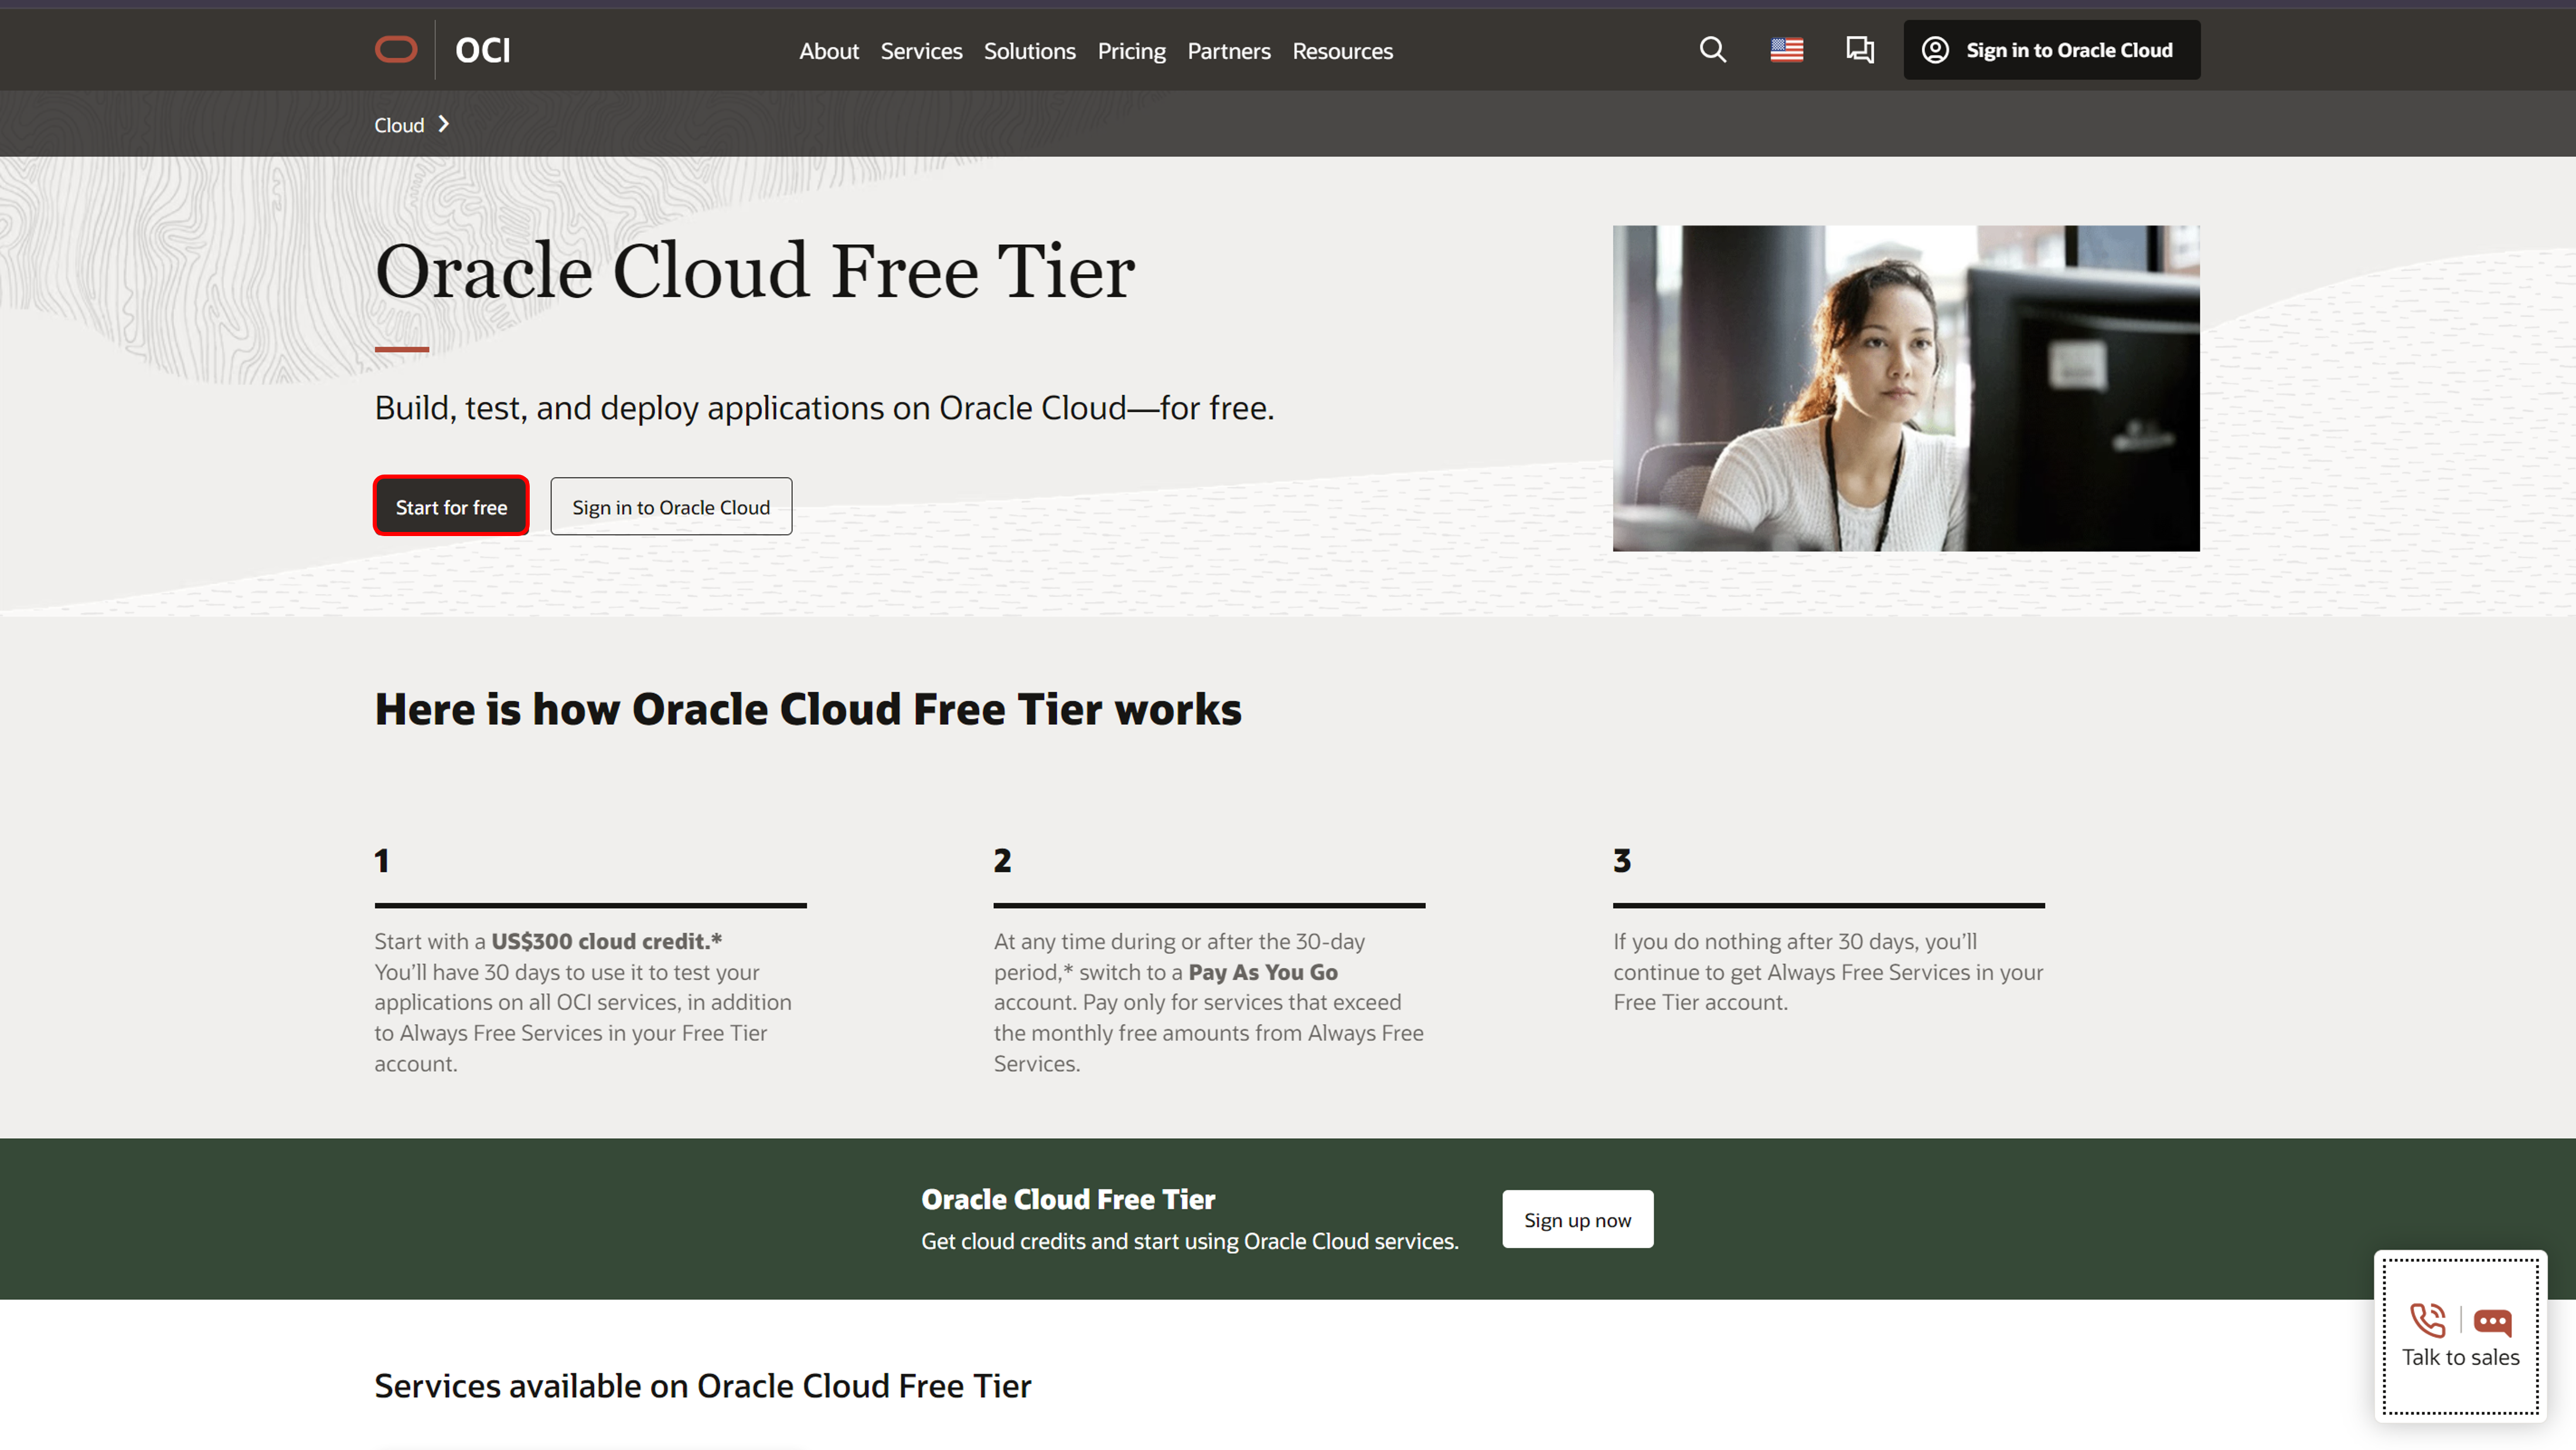 OCI
About Services Solutions Pricing Partners Resources
Sign in to Oracle Cloud
Cloud
Oracle Cloud Free Tier
Build, test, and deploy applications on Oracle Cloud—for free.
Start for free
Sign in to Oracle Cloud
Here is how Oracle Cloud Free Tier works
1
Start with a US$300 cloud credit.*
You’ll have 30 days to use it to test your
applications on all OCI services, in addition
to Always Free Services in your Free Tier
account.
2
At any time during or after the 30-day
period,* switch to a Pay As You Go
account. Pay only for services that exceed
the monthly free amounts from Always Free
Services.
3
If you do nothing after 30 days, you’ll
continue to get Always Free Services in your
Free Tier account.
Oracle Cloud Free Tier
Get cloud credits and start using Oracle Cloud services.
Sign up now
Talk to sales
Services available on Oracle Cloud Free Tier